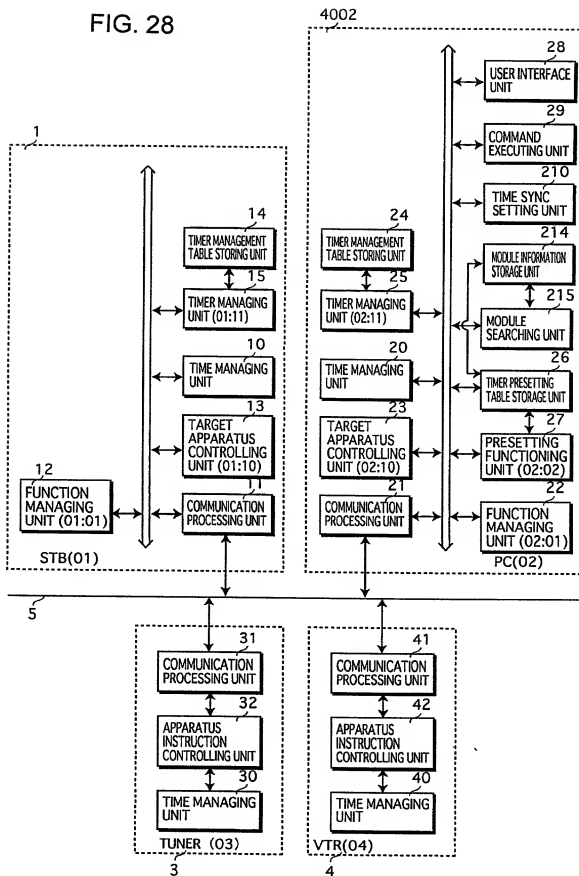 FIG. 28
4002
28
USER INTERFACE
UNIT
29
COMMAND
EXECUTING UNIT
210
TIME SYNC
SETTING UNIT
214
MODULE INFORMATION
STORAGE UNIT
215
MODULE
SEARCHING UNIT
26
TIMER PRESETTING
TABLE STORAGE UNIT
27
PRESETTING
FUNCTIONING
UNIT (02:02)
22
FUNCTION
MANAGING
UNIT (02:01)
24
TIMER MANAGEMENT
TABLE STORING UNIT
25
TIMER MANAGING
UNIT (02:11)
20
TIME MANAGING
UNIT
23
TARGET
APPARATUS
CONTROLLING
UNIT (02:10)
21
COMMUNICATION
PROCESSING UNIT
PC(02)
1
14
TIMER MANAGEMENT
TABLE STORING UNIT
15
TIMER MANAGING
UNIT (01:11)
10
TIME MANAGING
UNIT
13
TARGET
APPARATUS
CONTROLLING
UNIT (01:10)
11
COMMUNICATION
PROCESSING UNIT
12
FUNCTION
MANAGING
UNIT (01:01)
STB(01)
5
31
COMMUNICATION
PROCESSING UNIT
32
APPARATUS
INSTRUCTION
CONTROLLING UNIT
30
TIME MANAGING
UNIT
TUNER (03)
3
41
COMMUNICATION
PROCESSING UNIT
42
APPARATUS
INSTRUCTION
CONTROLLING UNIT
40
TIME MANAGING
UNIT
VTR(04)
4